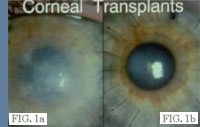 Corneal Transplants
FIG. 1a
FIG. 1b